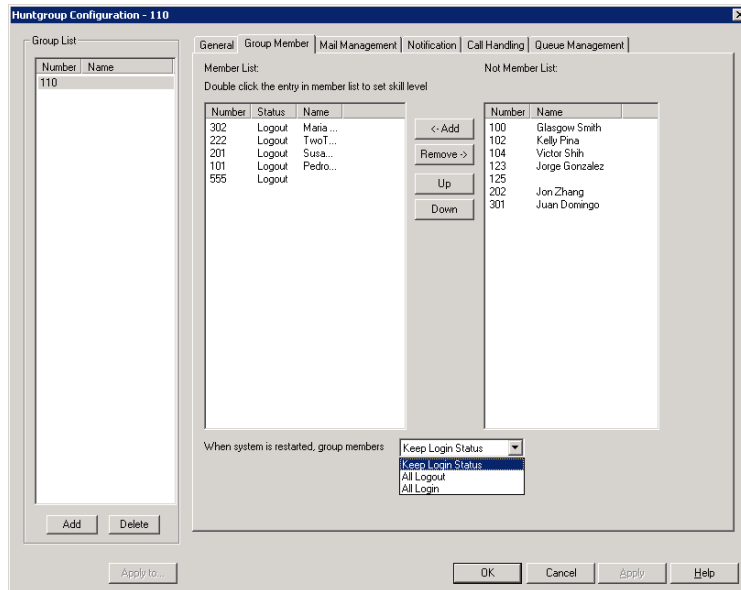 Huntgroup Configuration - 110
Group List
Number Name
110
Add Delete
Apply to...
General Group Member Mail Management Notification Call Handling Queue Management
Member List:
Double click the entry in member list to set skill level
Number Status Name
302 Logout Maria ...
222 Logout TwoT...
201 Logout Susa...
101 Logout Pedro...
555 Logout
<- Add
Remove ->
Up
Down
Not Member List:
Number Name
100 Glasgow Smith
102 Kelly Pina
104 Victor Shih
123 Jorge Gonzalez
125
202 Jon Zhang
301 Juan Domingo
When system is restarted, group members Keep Login Status
Keep Login Status
All Logout
All Login
OK Cancel Apply Help